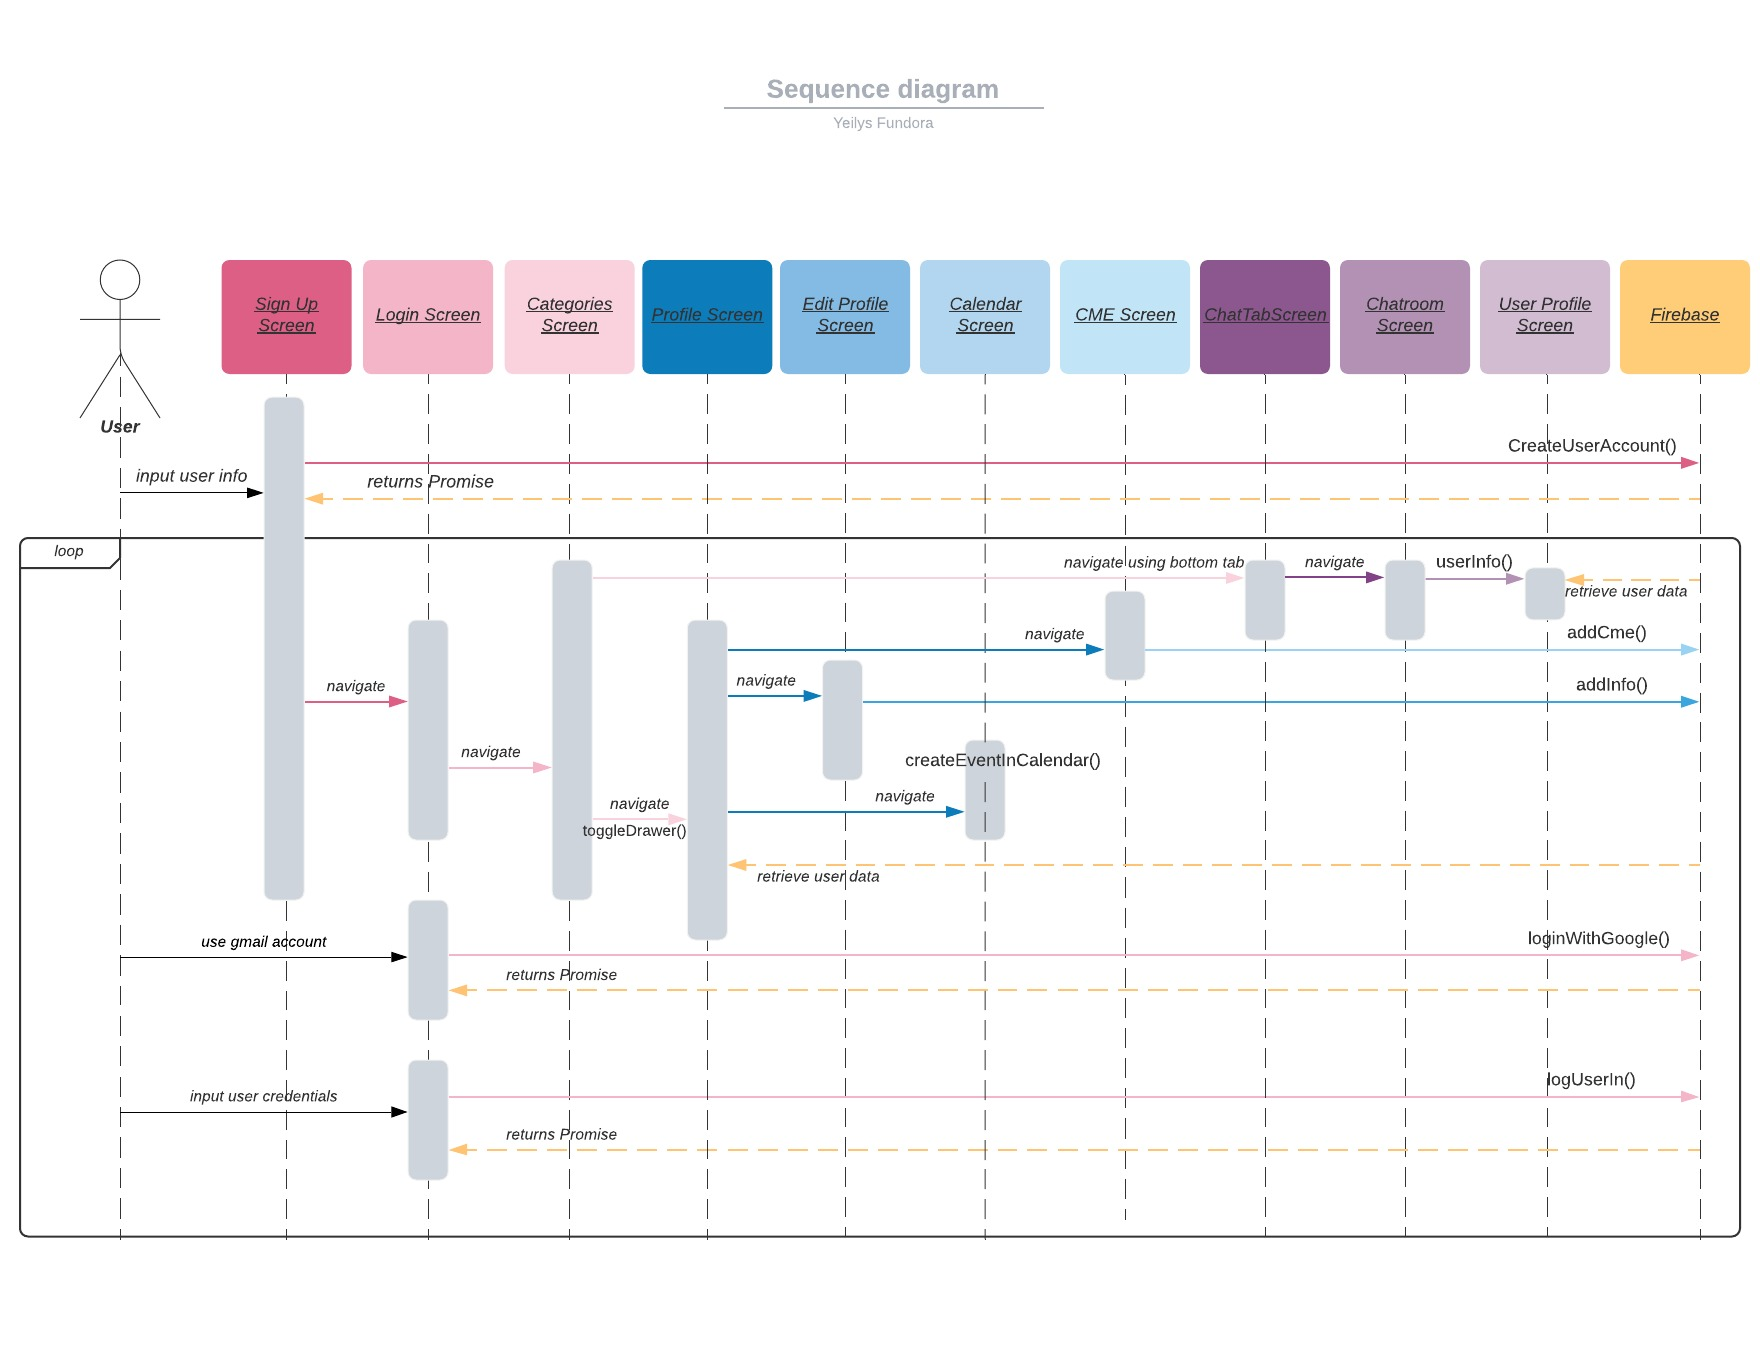 Sequence diagram
Yeilys Fundora
Sign Up
Screen
Login Screen
Categories
Screen
Profile Screen
Edit Profile
Screen
Calendar
Screen
CME Screen
ChatTabScreen
Chatroom
Screen
User Profile
Screen
Firebase
User
CreateUserAccount()
input user info
returns Promise
loop
navigate using bottom tab
navigate
userInfo()
retrieve user data
navigate
addCme()
navigate
navigate
addInfo()
navigate
createEventInCalendar()
navigate
toggleDrawer()
navigate
retrieve user data
use gmail account
loginWithGoogle()
returns Promise
input user credentials
logUserIn()
returns Promise